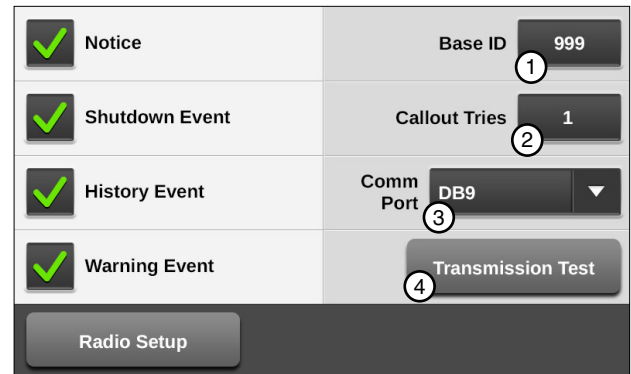 Notice
Base ID
999
1
Shutdown Event
Callout Tries
1
2
History Event
Comm
Port
DB9
3
Warning Event
Transmission Test
4
Radio Setup